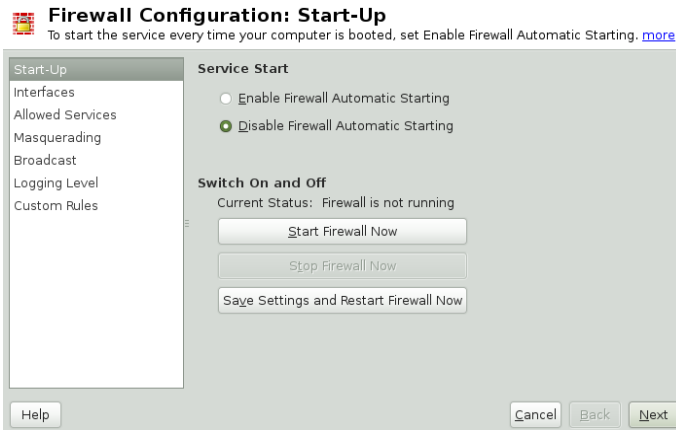 Firewall Configuration: Start-Up
To start the service every time your computer is booted, set Enable Firewall Automatic Starting. more
Start-Up
Interfaces
Allowed Services
Masquerading
Broadcast
Logging Level
Custom Rules
Service Start
Enable Firewall Automatic Starting
Disable Firewall Automatic Starting
Switch On and Off
Current Status: Firewall is not running
Start Firewall Now
Stop Firewall Now
Save Settings and Restart Firewall Now
Help
Cancel
Back
Next